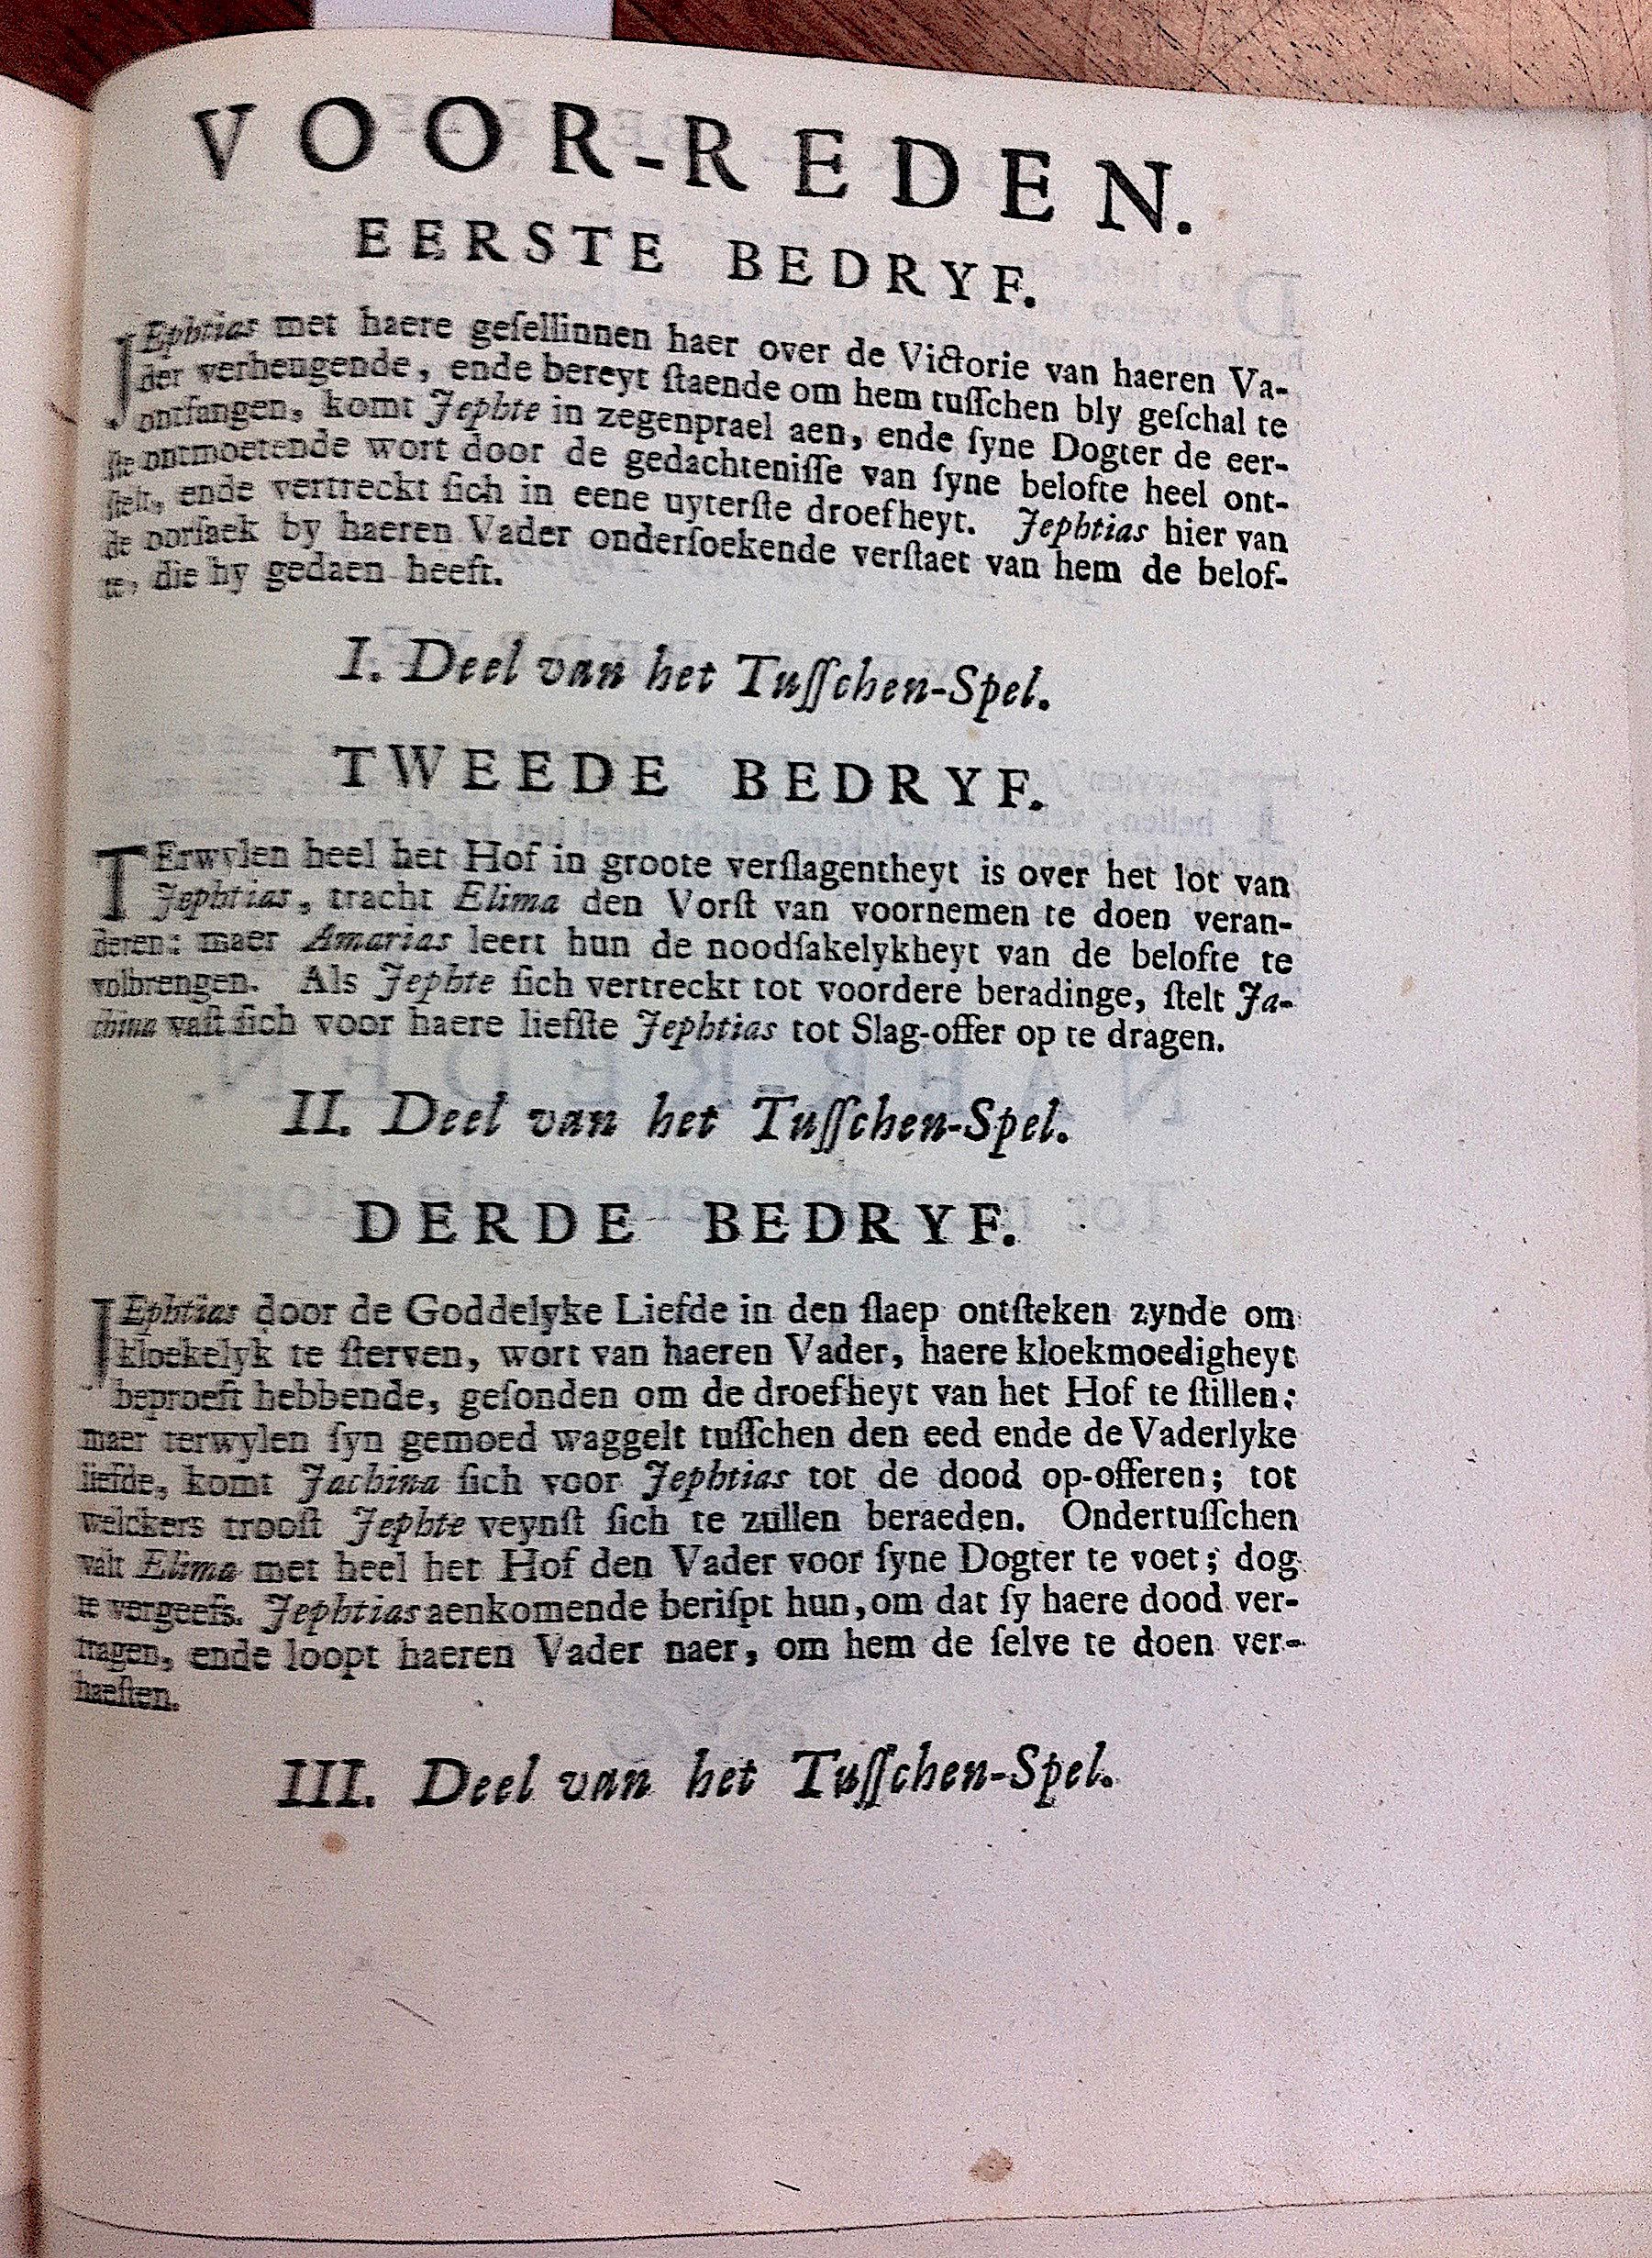 VOOR-REDEN.
EERSTE BEDRYF.
JEphtias met haere geſellinnen haer over de Victorie van haeren Va-
der verheugende, ende bereyt ſtaende om hem tuſſchen bly geſchal te
ontfangen, komt Jephte in zegenprael aen, ende ſyne Dogter de eer-
ſte ontmoetende wort door de gedachteniſſe van ſyne belofte heel ont-
ſtelt, ende vertreckt ſich in eene uyterſte droefheyt. Jephtias hier van
de oorſaek by haeren Vader onderſoekende verſtaet van hem de belof-
te, die hy gedaen heeft.
I. Deel van het Tuſſchen-Spel.
TWEEDE BEDRYF.
TErwylen heel het Hof in groote verſlagentheyt is over het lot van
Jephtias, tracht Elima den Vorſt van voornemen te doen veran-
deren: maer Amarias leert hun de noodſakelykheyt van de belofte te
volbrengen. Als Jephte ſich vertreckt tot voordere beradinge, ſtelt Ja-
china vaſt ſich voor haere liefſte Jephtias tot Slag-offer op te dragen.
II. Deel van het Tuſſchen-Spel.
DERDE BEDRYF.
JEphtias door de Goddelyke Liefde in den ſlaep ontſteken zynde om
kloekelyk te ſterven, wort van haeren Vader, haere kloekmoedigheyt
beproeft hebbende, geſonden om de droefheyt van het Hof te ſtillen;
maer terwylen ſyn gemoed waggelt tuſſchen den eed ende de Vaderlyke
liefde, komt Jachina ſich voor Jephtias tot de dood op-offeren; tot
welckers trooſt Jephte veynſt ſich te zullen beraeden. Ondertuſſchen
valt Elima met heel het Hof den Vader voor ſyne Dogter te voet; dog
te vergeefs. Jephtias aenkomende beriſpt hun, om dat ſy haere dood ver-
tragen, ende loopt haeren Vader naer, om hem de ſelve te doen ver-
haeſten.
III. Deel van het Tuſſchen-Spel.